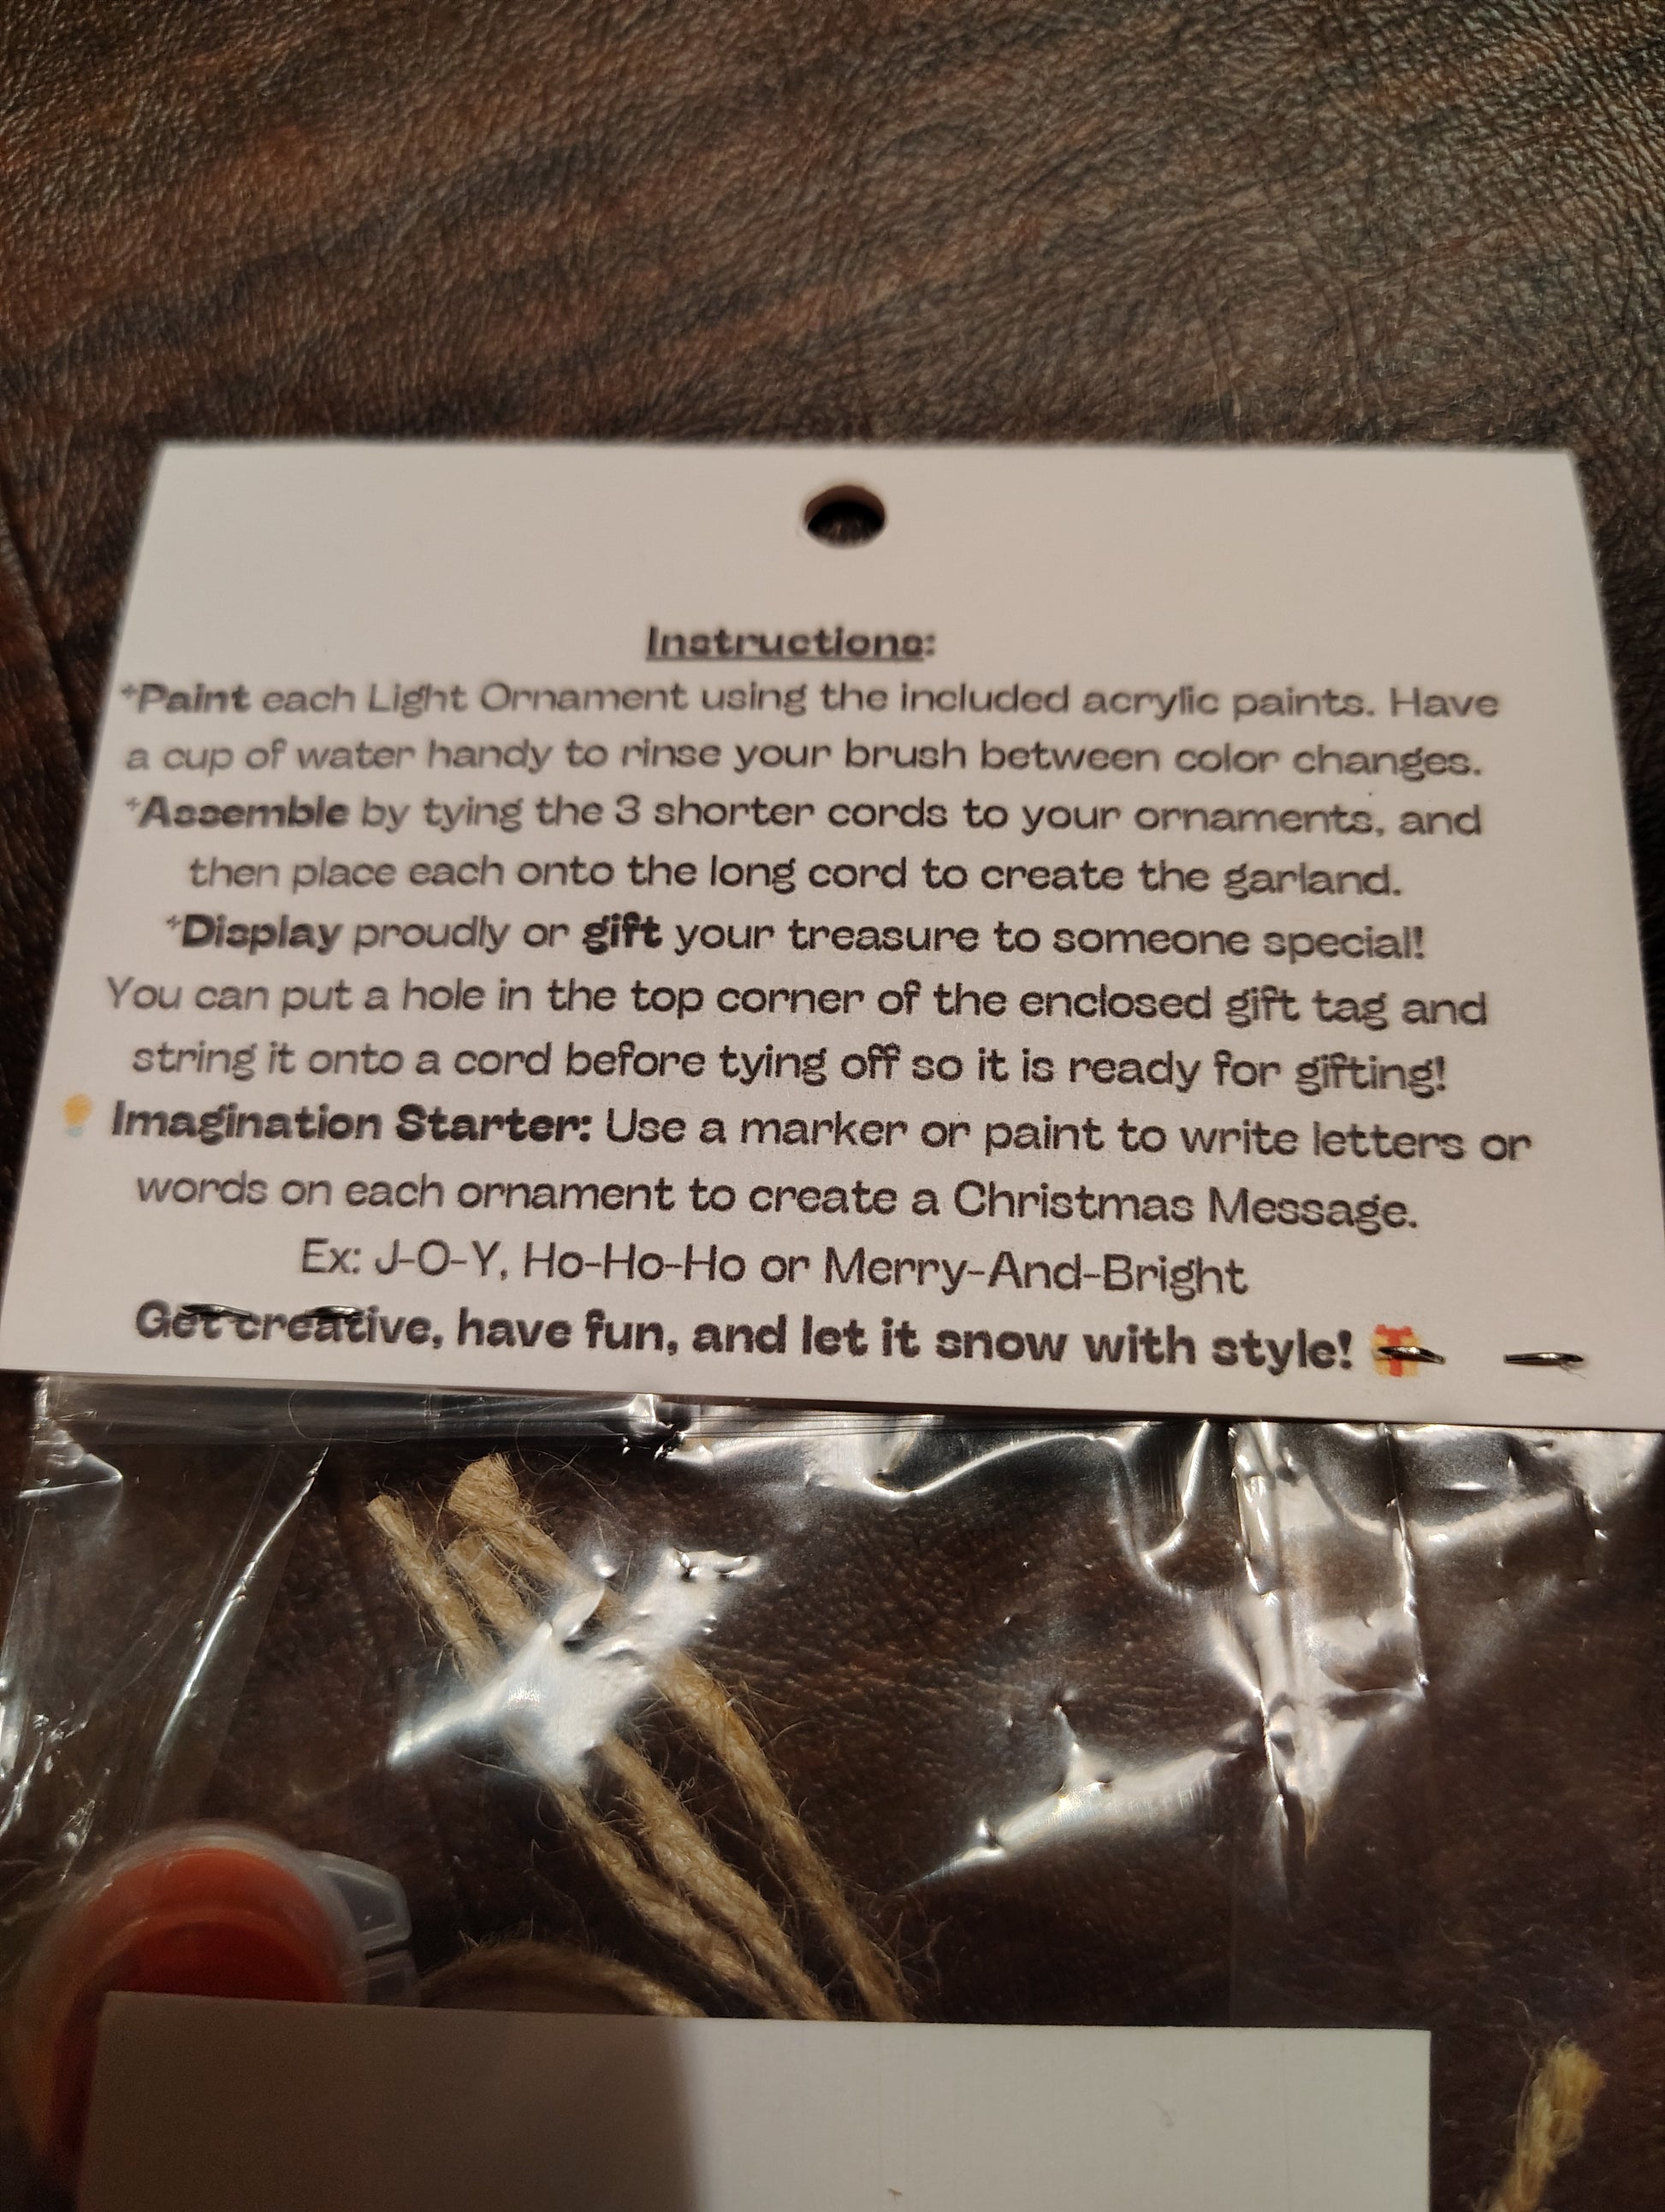 Instructions:
*Paint each Light Ornament using the included acrylic paints. Have
a cup of water handy to rinse your brush between color changes.
*Assemble by tying the 3 shorter cords to your ornaments, and
then place each onto the long cord to create the garland.
*Display proudly or gift your treasure to someone special!
You can put a hole in the top corner of the enclosed gift tag and
string it onto a cord before tying off so it is ready for gifting!
💡 Imagination Starter: Use a marker or paint to write letters or
words on each ornament to create a Christmas Message.
Ex: J-O-Y, Ho-Ho-Ho or Merry-And-Bright
Get creative, have fun, and let it snow with style! 🎁